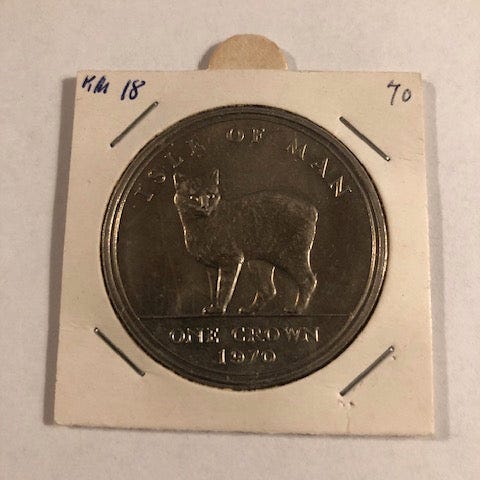 KM 18
70
ISLE OF MAN
ONE CROWN
1970